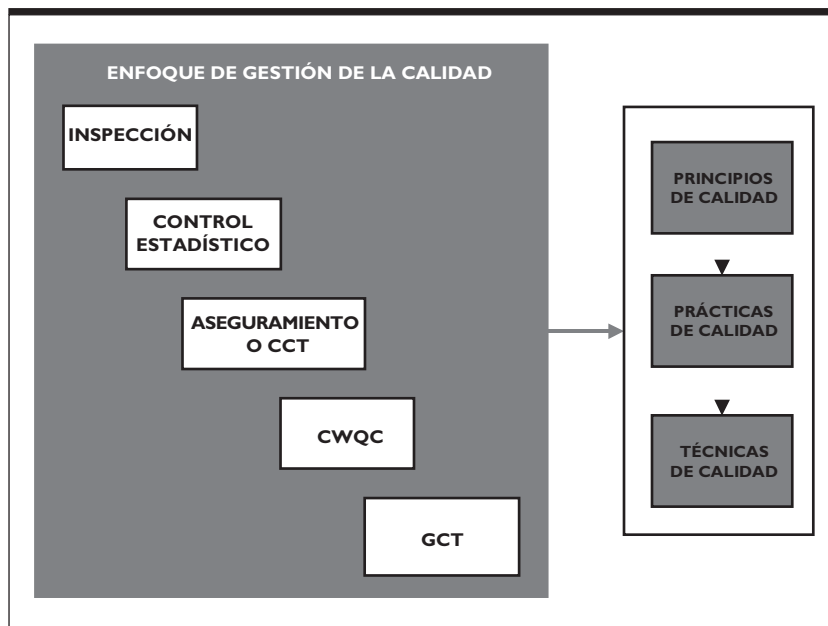 ENFOQUE DE GESTIÓN DE LA CALIDAD
INSPECCIÓN
CONTROL
ESTADÍSTICO
ASEGURAMIENTO
O CCT
CWQC
GCT
PRINCIPIOS
DE CALIDAD
PRÁCTICAS
DE CALIDAD
TÉCNICAS
DE CALIDAD